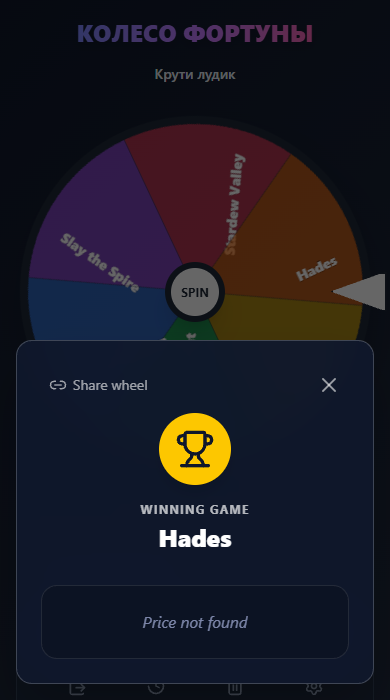 КОЛЕСО ФОРТУНЫ
Крути лудик
Stardew Valley
Slay the Spire
Hades
SPIN
Share wheel
WINNING GAME
Hades
Price not found